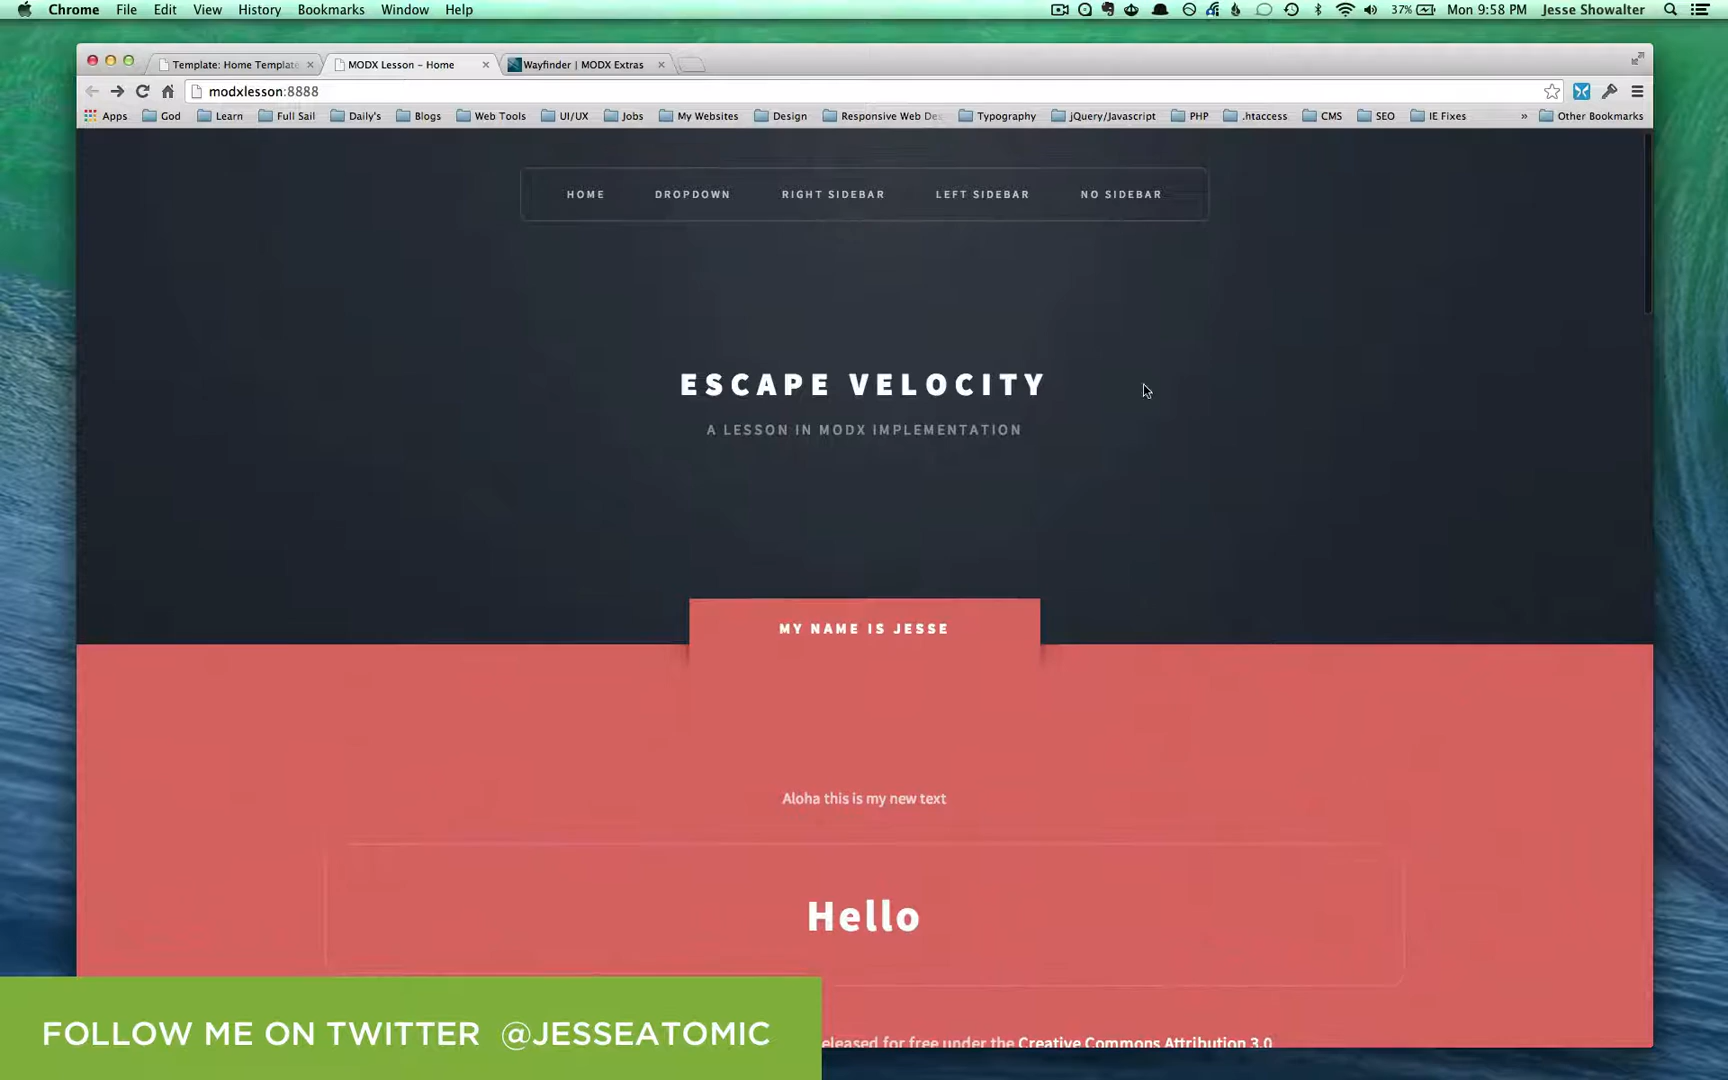 Chrome File Edit View History Bookmarks Window Help 37% Mon 9:58 PM Jesse Showalter
Template: Home Template MODX Lesson - Home Wayfinder | MODX Extras
modxlesson:8888
Apps God Learn Full Sail Daily's Blogs Web Tools UI/UX Jobs My Websites Design Responsive Web De Typography jQuery/Javascript PHP .htaccess CMS SEO IE Fixes » Other Bookmarks
HOME DROPDOWN RIGHT SIDEBAR LEFT SIDEBAR NO SIDEBAR
ESCAPE VELOCITY
A LESSON IN MODX IMPLEMENTATION
MY NAME IS JESSE
Aloha this is my new text
Hello
eleased for free under the Creative Commons Attribution 3.0
FOLLOW ME ON TWITTER @JESSEATOMIC